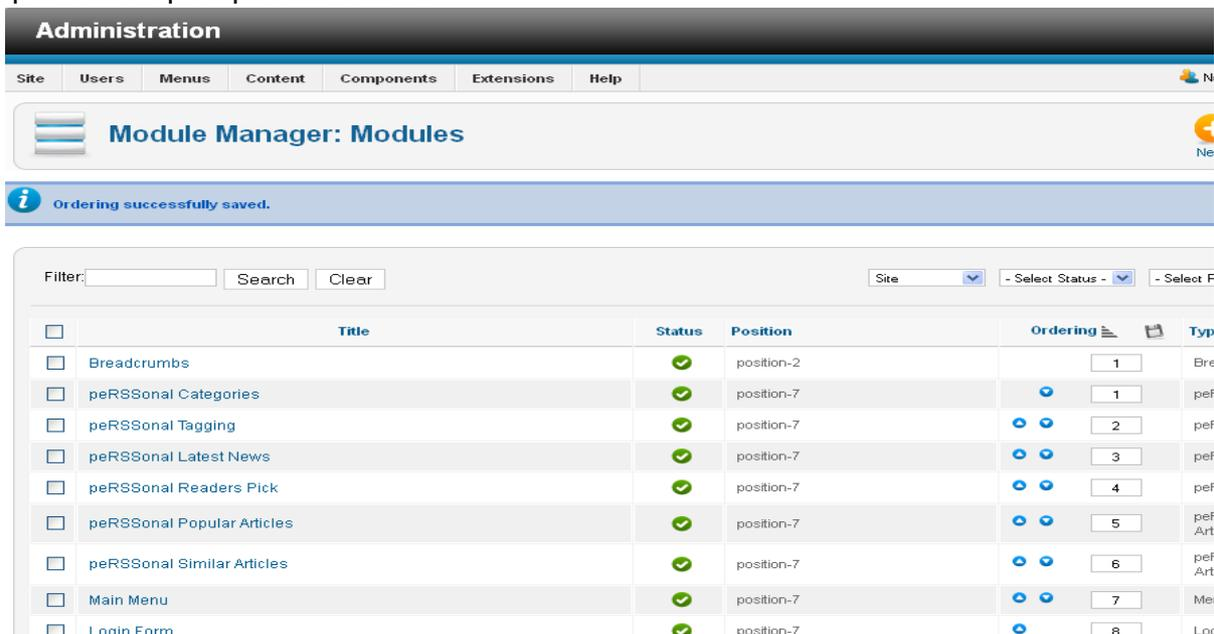 Administration
Site Users Menus Content Components Extensions Help
Module Manager: Modules
Ordering successfully saved.
Filter: Search Clear Site - Select Status -
Title Status Position Ordering
Breadcrumbs position-2 1
peRSSonal Categories position-7 1
peRSSonal Tagging position-7 2
peRSSonal Latest News position-7 3
peRSSonal Readers Pick position-7 4
peRSSonal Popular Articles position-7 5
peRSSonal Similar Articles position-7 6
Main Menu position-7 7
Login Form position-7 8